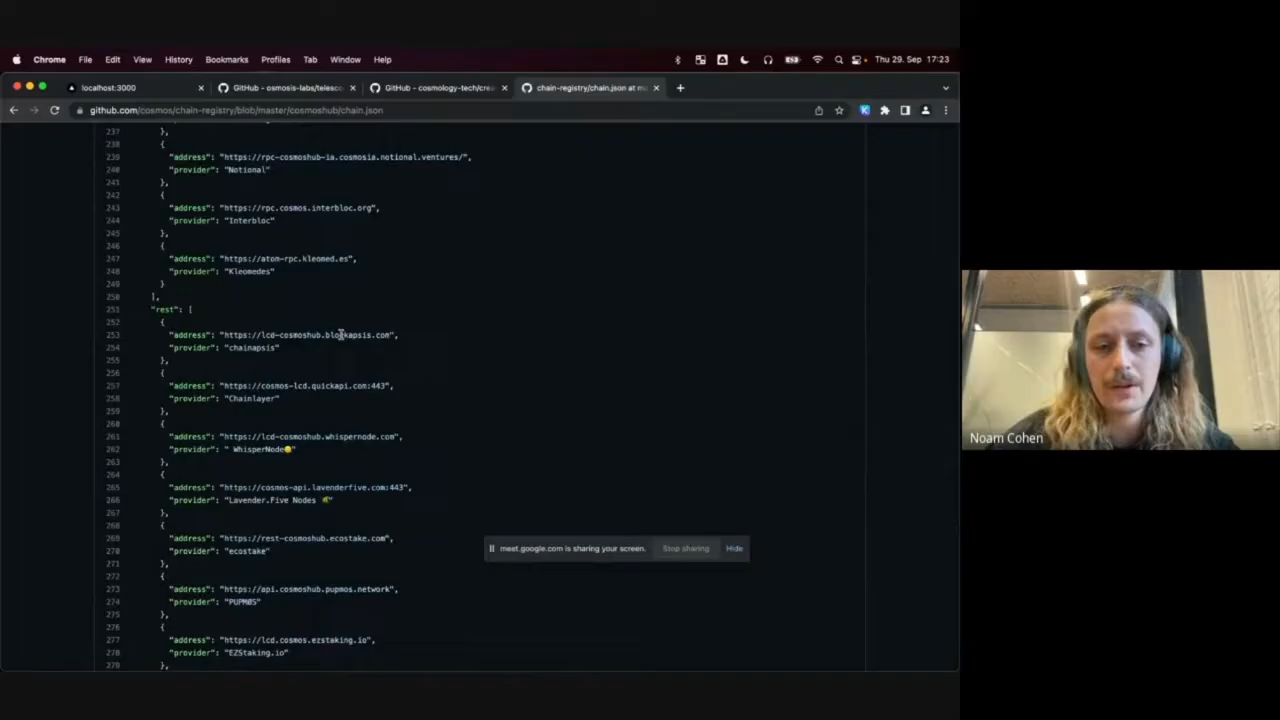 Chrome File Edit View History Bookmarks Profiles Tab Window Help Thu 29. Sep 17:23
localhost:3000 GitHub - osmosis-labs/telesc GitHub - cosmology-tech/crea chain-registry/chain.json at ma
github.com/cosmos/chain-registry/blob/master/cosmoshub/chain.json
237 },
238 {
239 "address": "https://rpc-cosmoshub-ia.cosmosia.notional.ventures/",
240 "provider": "Notional"
241 },
242 {
243 "address": "https://rpc.cosmos.interbloc.org",
244 "provider": "Interbloc"
245 },
246 {
247 "address": "https://atom-rpc.kleomed.es",
248 "provider": "Kleomedes"
249 }
250 ],
251 "rest": [
252 {
253 "address": "https://lcd-cosmoshub.blockapsis.com",
254 "provider": "chainapsis"
255 },
256 {
257 "address": "https://cosmos-lcd.quickapi.com:443",
258 "provider": "Chainlayer"
259 },
260 {
261 "address": "https://lcd-cosmoshub.whispernode.com",
262 "provider": " WhisperNode🤐"
263 },
264 {
265 "address": "https://cosmos-api.lavenderfive.com:443",
266 "provider": "Lavender.Five Nodes 🐝"
267 },
268 {
269 "address": "https://rest-cosmoshub.ecostake.com",
270 "provider": "ecostake"
271 },
272 {
273 "address": "https://api.cosmoshub.pupmos.network",
274 "provider": "PUPMØS"
275 },
276 {
277 "address": "https://lcd.cosmos.ezstaking.io",
278 "provider": "EZStaking.io"
279 },
meet.google.com is sharing your screen. Stop sharing Hide
Noam Cohen